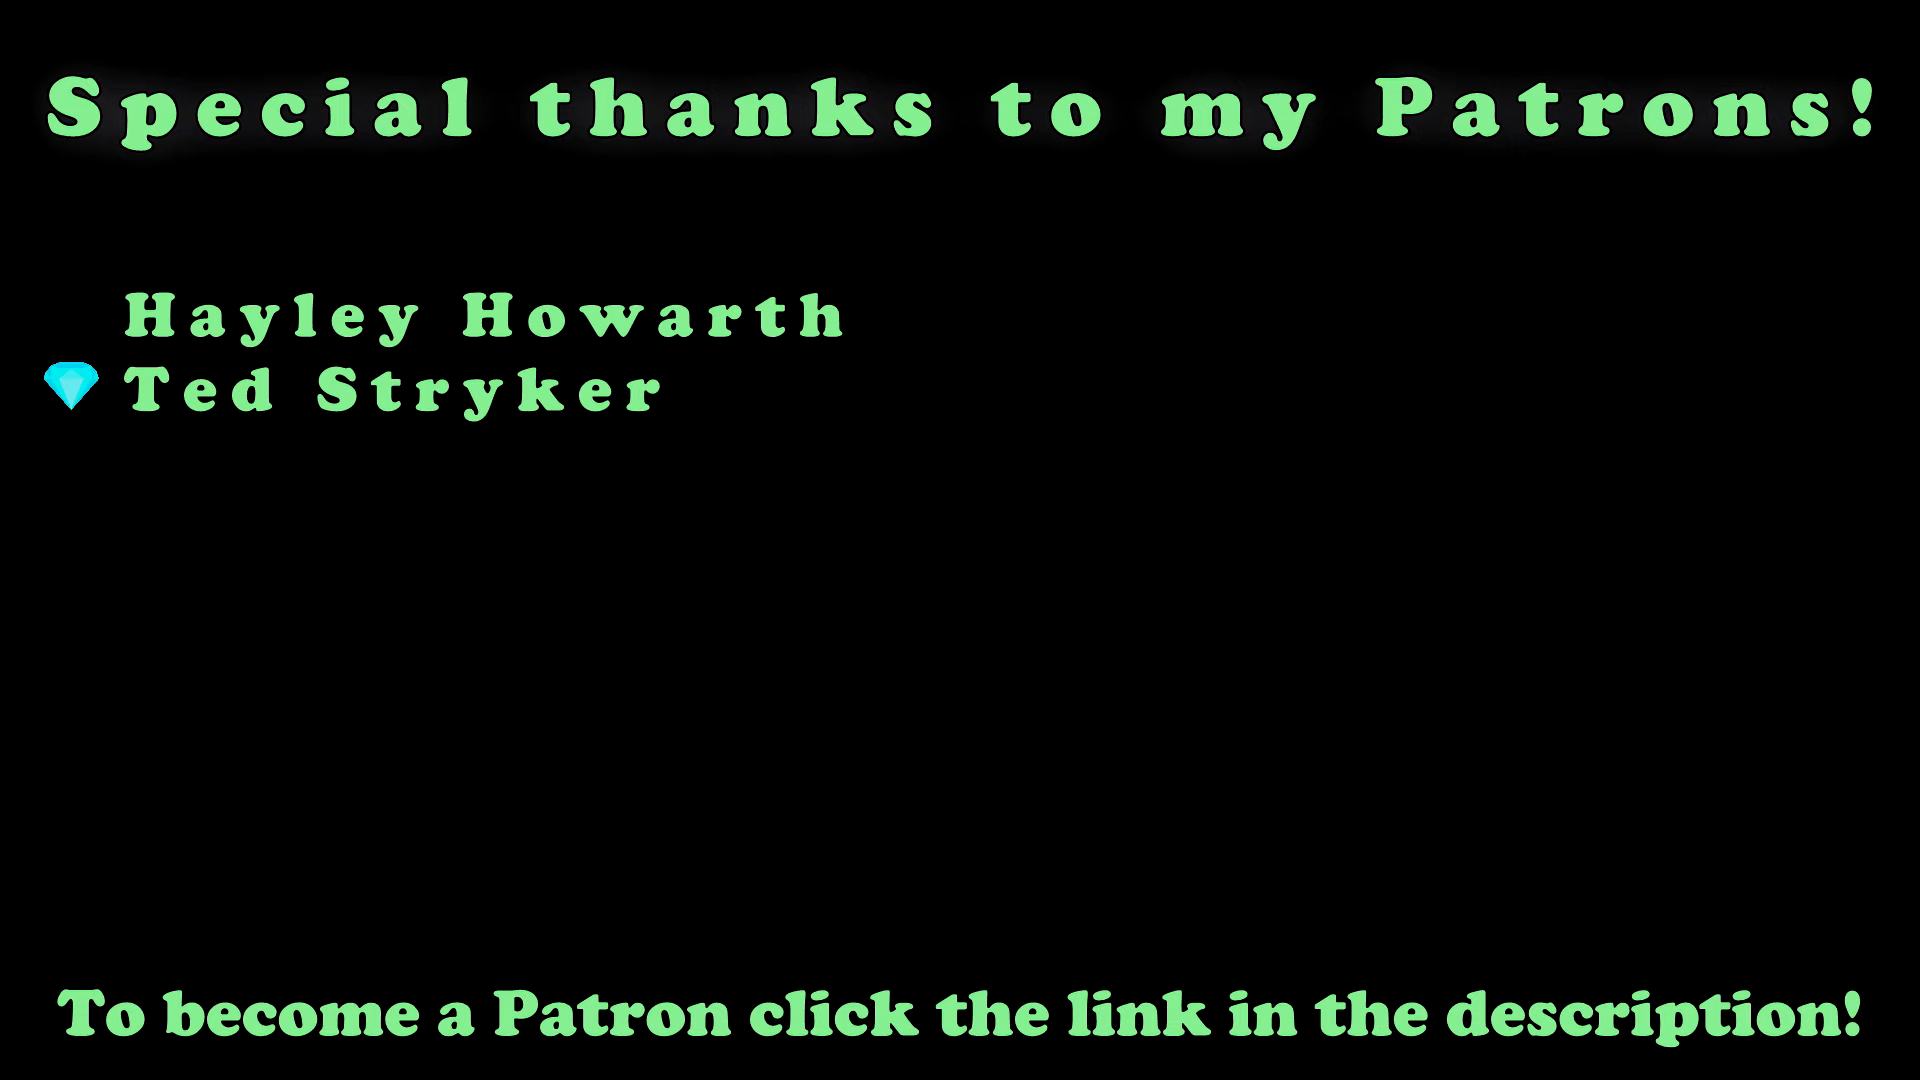 Special thanks to my Patrons!
Hayley Howarth
Ted Stryker
To become a Patron click the link in the description!